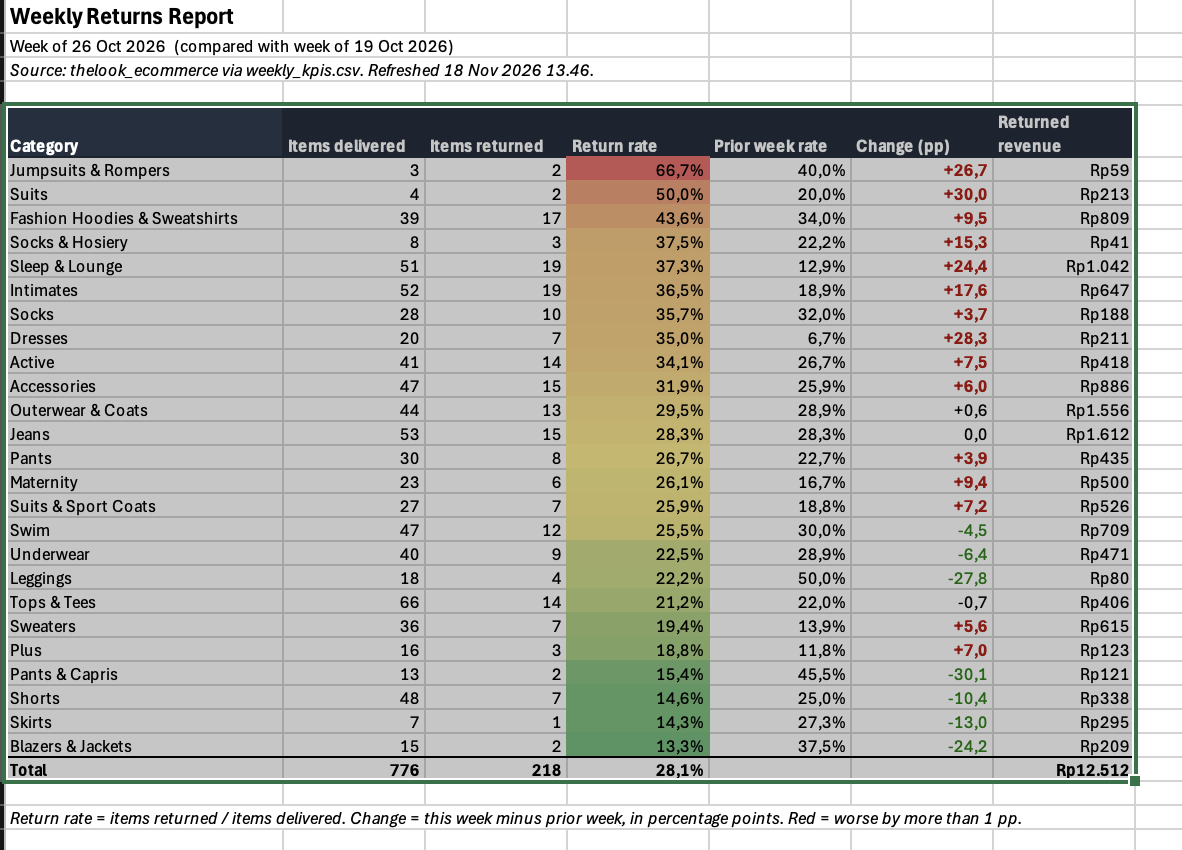 Weekly Returns Report
Week of 26 Oct 2026 (compared with week of 19 Oct 2026)
Source: thelook_ecommerce via weekly_kpis.csv. Refreshed 18 Nov 2026 13.46.
Category Items delivered Items returned Return rate Prior week rate Change (pp) Returned revenue
Jumpsuits & Rompers 3 2 66,7% 40,0% +26,7 Rp59
Suits 4 2 50,0% 20,0% +30,0 Rp213
Fashion Hoodies & Sweatshirts 39 17 43,6% 34,0% +9,5 Rp809
Socks & Hosiery 8 3 37,5% 22,2% +15,3 Rp41
Sleep & Lounge 51 19 37,3% 12,9% +24,4 Rp1.042
Intimates 52 19 36,5% 18,9% +17,6 Rp647
Socks 28 10 35,7% 32,0% +3,7 Rp188
Dresses 20 7 35,0% 6,7% +28,3 Rp211
Active 41 14 34,1% 26,7% +7,5 Rp418
Accessories 47 15 31,9% 25,9% +6,0 Rp886
Outerwear & Coats 44 13 29,5% 28,9% +0,6 Rp1.556
Jeans 53 15 28,3% 28,3% 0,0 Rp1.612
Pants 30 8 26,7% 22,7% +3,9 Rp435
Maternity 23 6 26,1% 16,7% +9,4 Rp500
Suits & Sport Coats 27 7 25,9% 18,8% +7,2 Rp526
Swim 47 12 25,5% 30,0% -4,5 Rp709
Underwear 40 9 22,5% 28,9% -6,4 Rp471
Leggings 18 4 22,2% 50,0% -27,8 Rp80
Tops & Tees 66 14 21,2% 22,0% -0,7 Rp406
Sweaters 36 7 19,4% 13,9% +5,6 Rp615
Plus 16 3 18,8% 11,8% +7,0 Rp123
Pants & Capris 13 2 15,4% 45,5% -30,1 Rp121
Shorts 48 7 14,6% 25,0% -10,4 Rp338
Skirts 7 1 14,3% 27,3% -13,0 Rp295
Blazers & Jackets 15 2 13,3% 37,5% -24,2 Rp209
Total 776 218 28,1% Rp12.512
Return rate = items returned / items delivered. Change = this week minus prior week, in percentage points. Red = worse by more than 1 pp.